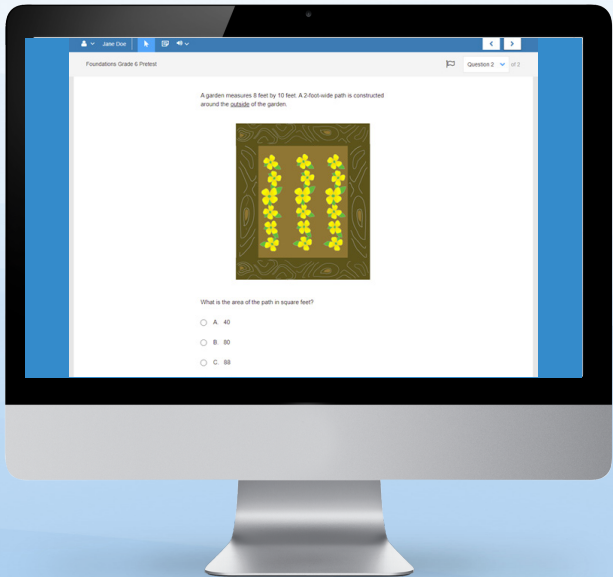 Jane Doe
Foundations Grade 6 Pretest
Question 2 of 2
A garden measures 8 feet by 10 feet. A 2-foot-wide path is constructed
around the outside of the garden.
What is the area of the path in square feet?
A. 40
B. 80
C. 88